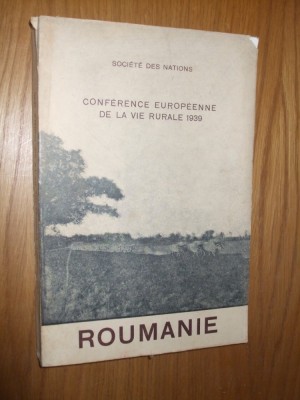 SOCIÉTÉ DES NATIONS
CONFÉRENCE EUROPÉENNE
DE LA VIE RURALE 1939
ROUMANIE